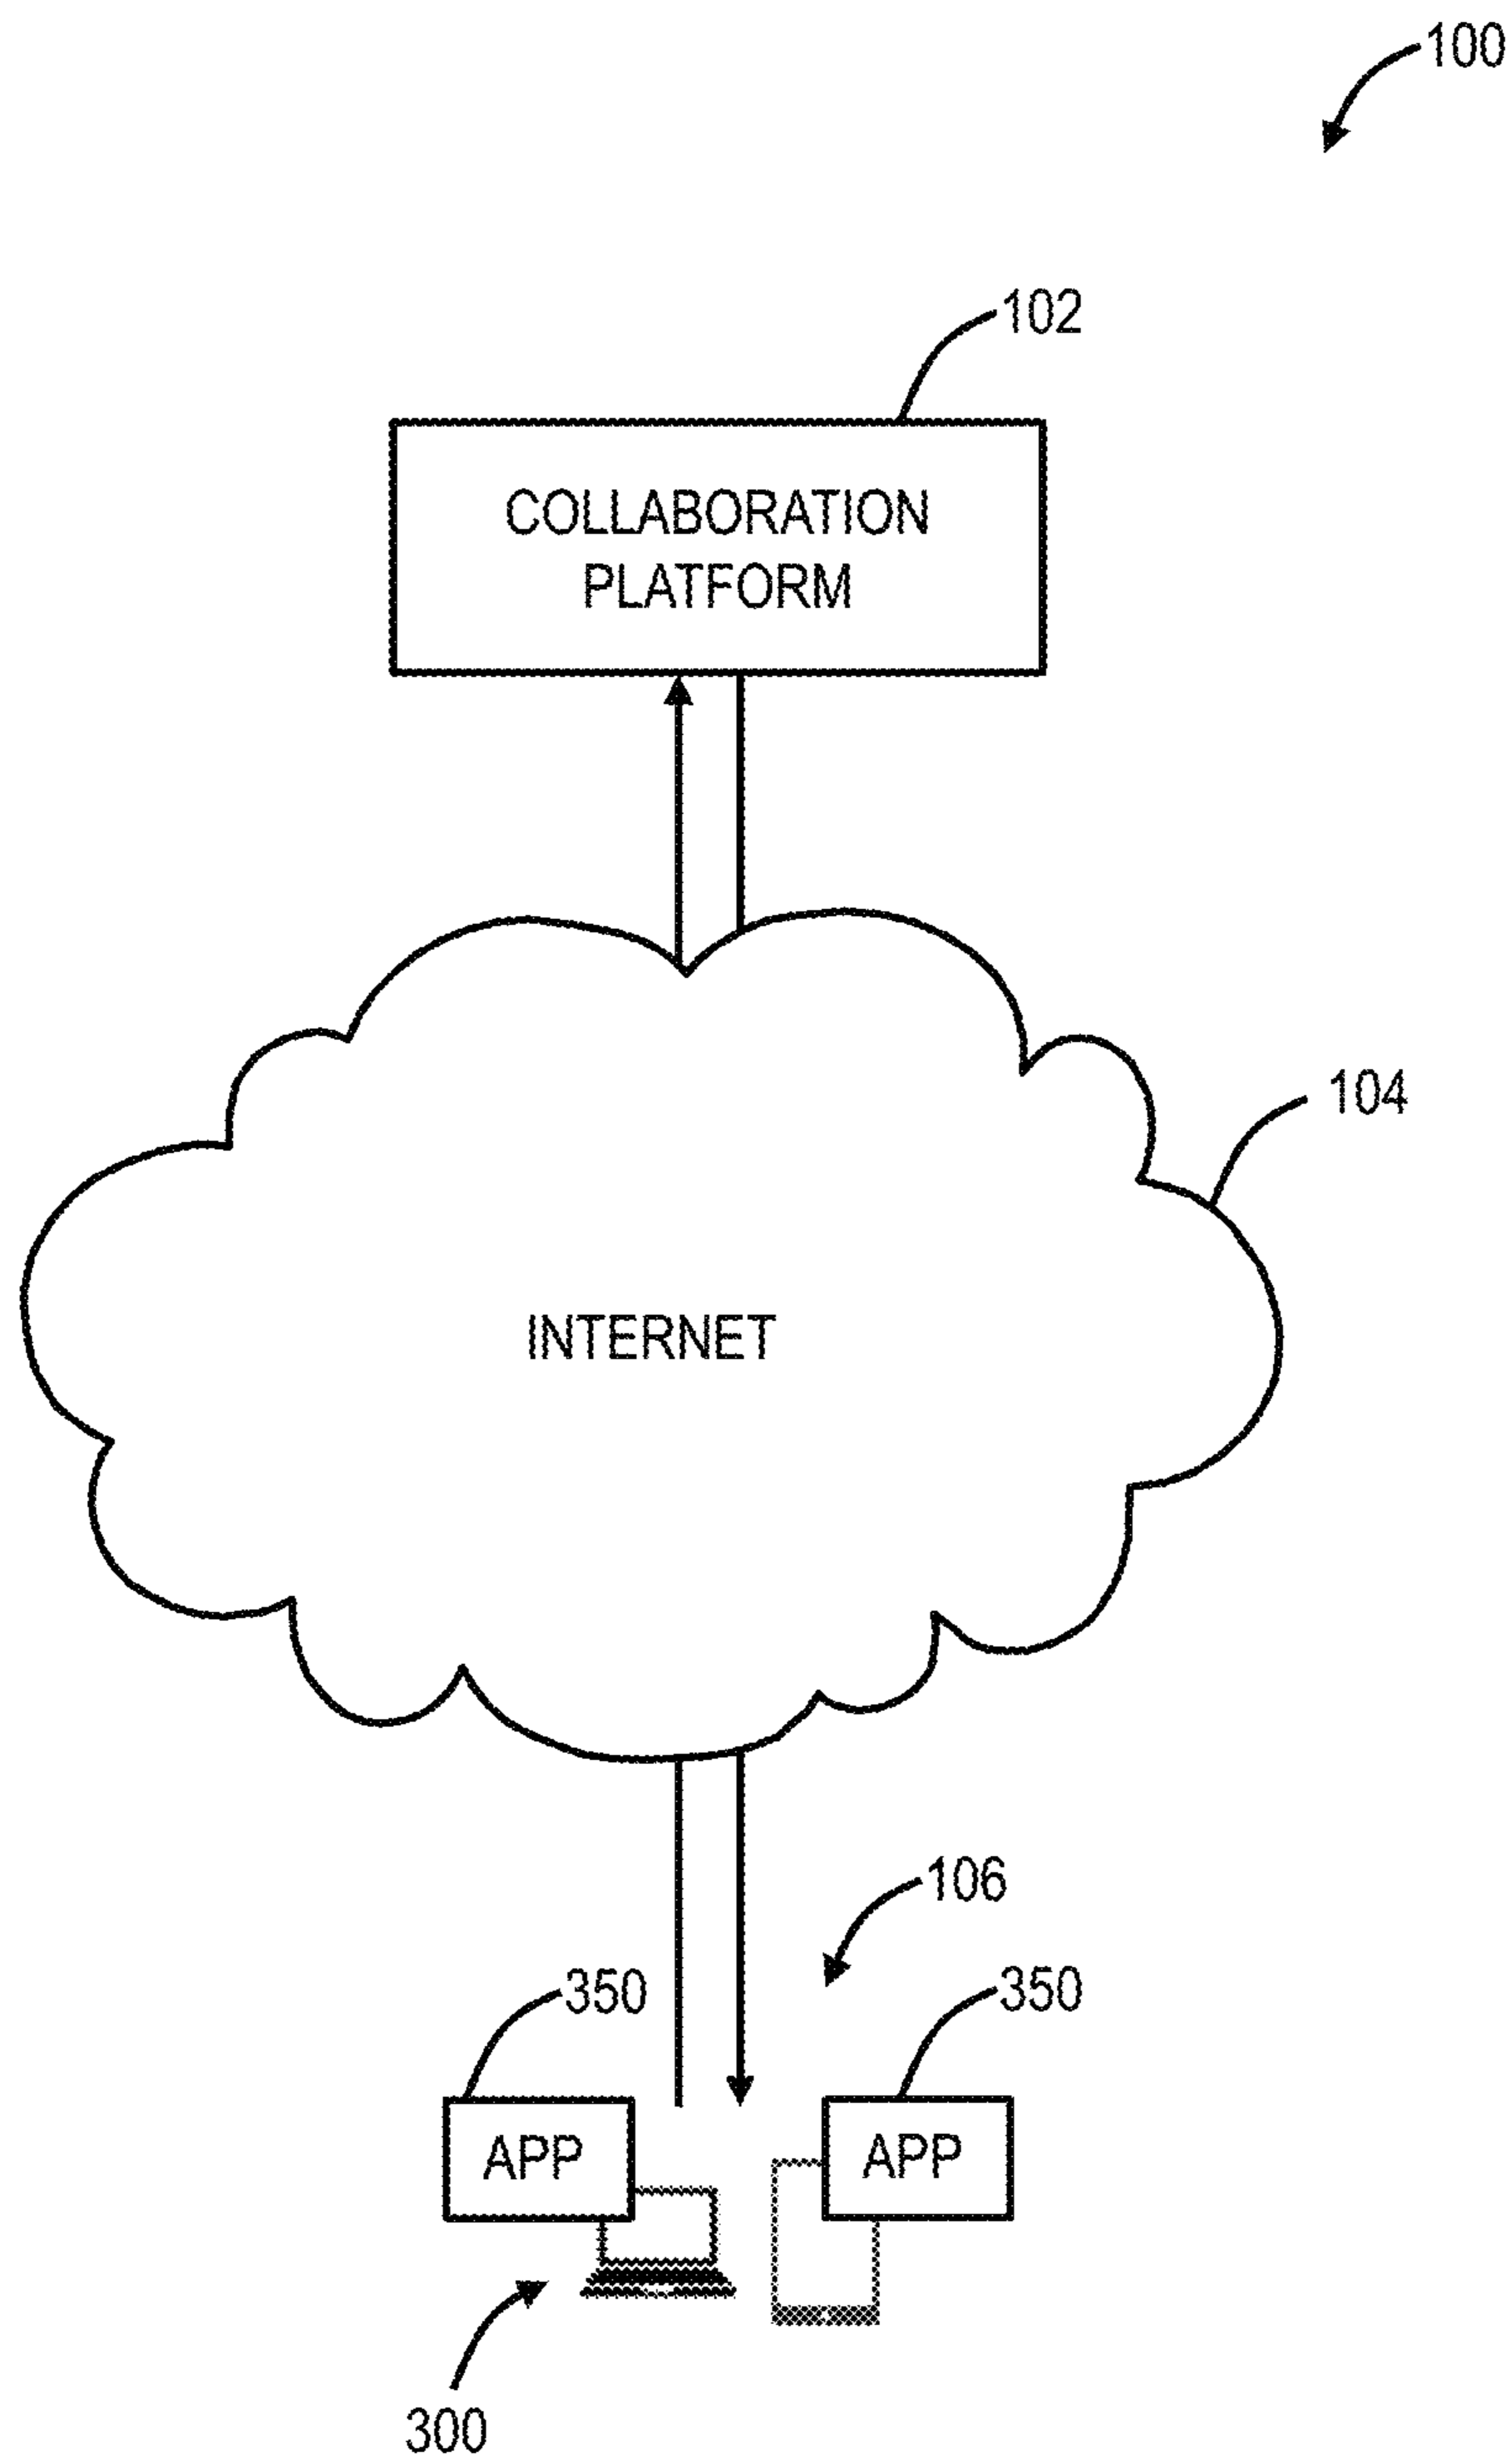 100
102
COLLABORATION
PLATFORM
104
INTERNET
106
350
350
APP
APP
300